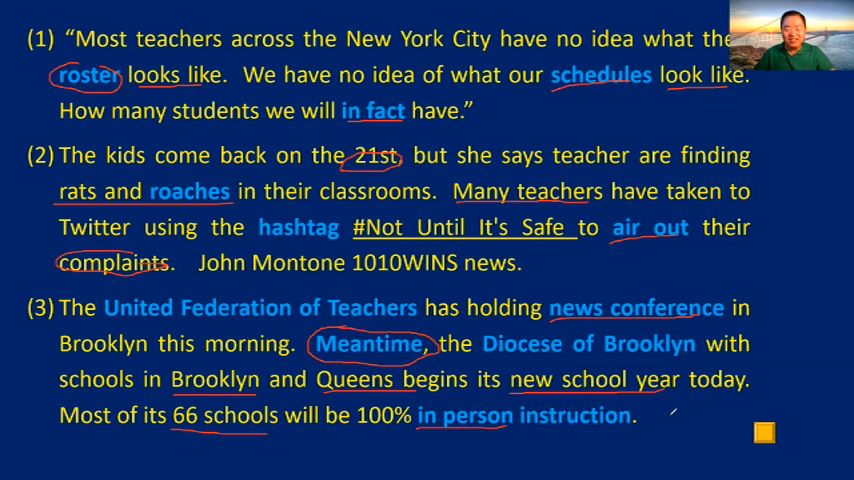 (1) “Most teachers across the New York City have no idea what the
roster looks like. We have no idea of what our schedules look like.
How many students we will in fact have.”
(2) The kids come back on the 21st, but she says teacher are finding
rats and roaches in their classrooms. Many teachers have taken to
Twitter using the hashtag #Not Until It's Safe to air out their
complaints. John Montone 1010WINS news.
(3) The United Federation of Teachers has holding news conference in
Brooklyn this morning. Meantime, the Diocese of Brooklyn with
schools in Brooklyn and Queens begins its new school year today.
Most of its 66 schools will be 100% in person instruction.